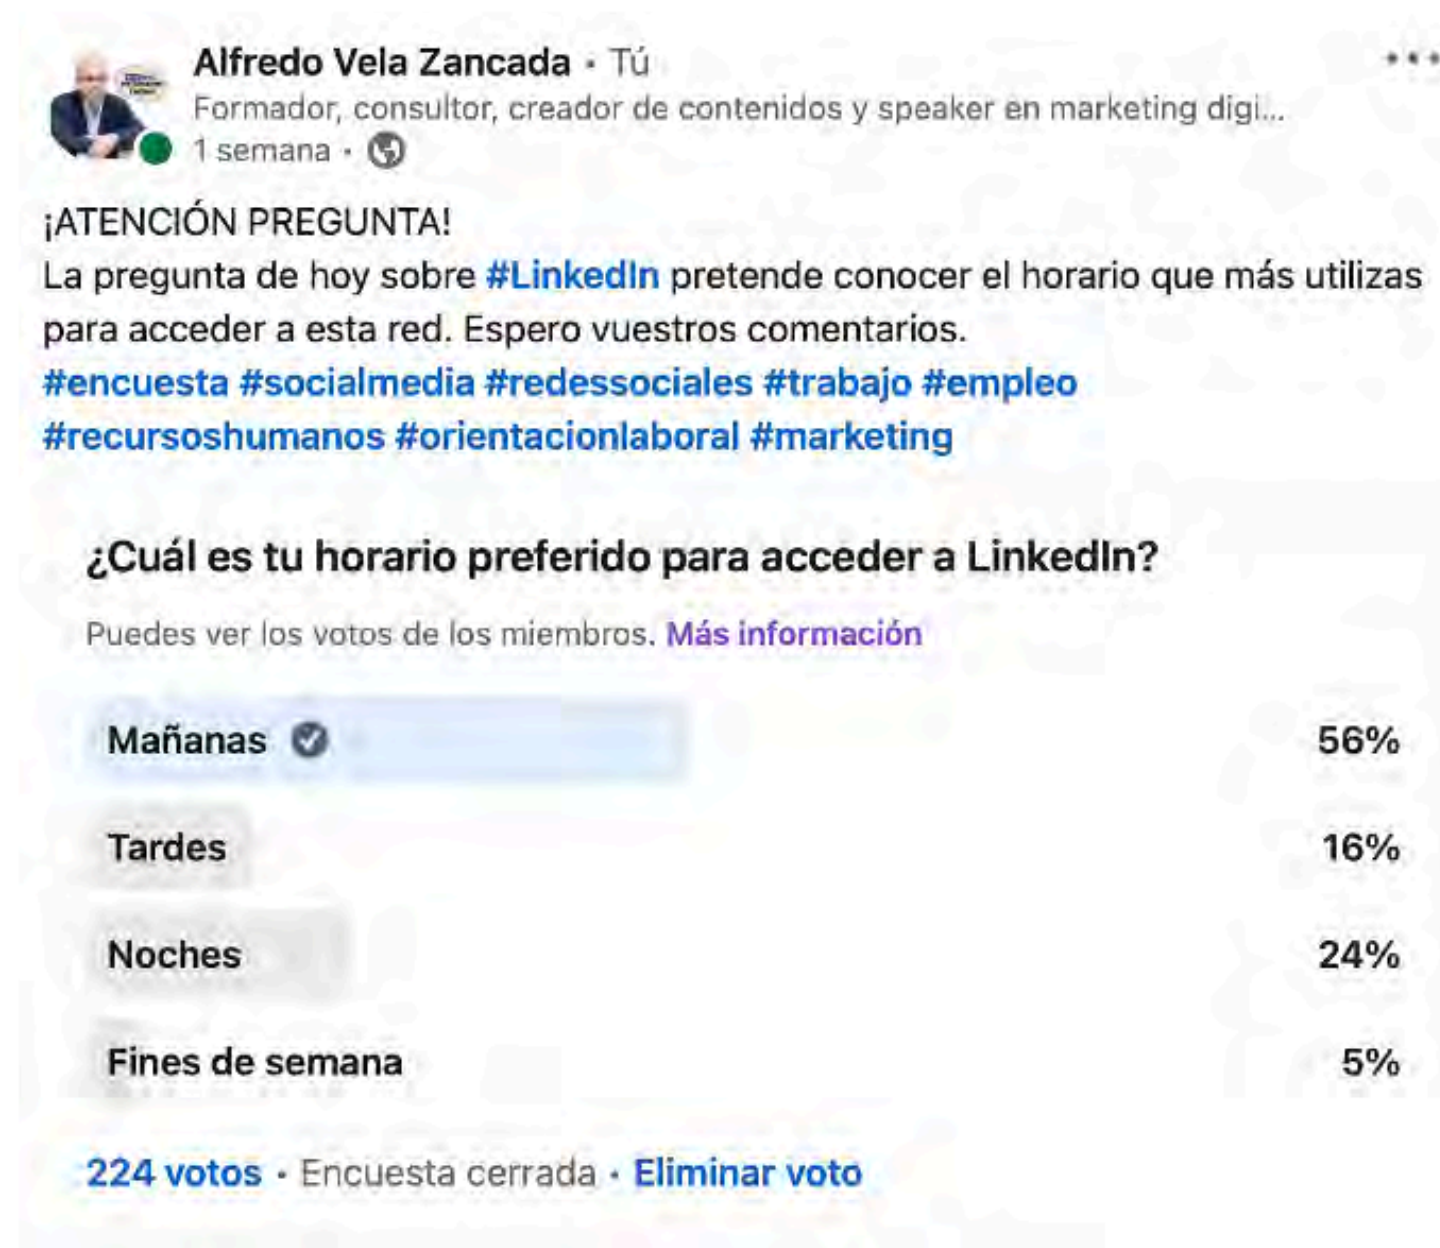 Alfredo Vela Zancada • Tú
Formador, consultor, creador de contenidos y speaker en marketing digi...
1 semana •
¡ATENCIÓN PREGUNTA!
La pregunta de hoy sobre #LinkedIn pretende conocer el horario que más utilizas
para acceder a esta red. Espero vuestros comentarios.
#encuesta #socialmedia #redessociales #trabajo #empleo
#recursoshumanos #orientacionlaboral #marketing
¿Cuál es tu horario preferido para acceder a LinkedIn?
Puedes ver los votos de los miembros. Más información
Mañanas 56%
Tardes 16%
Noches 24%
Fines de semana 5%
224 votos • Encuesta cerrada • Eliminar voto